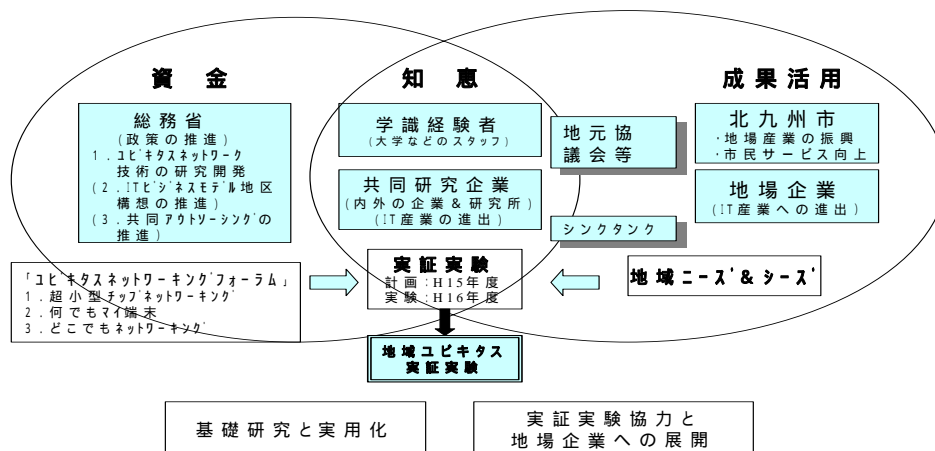 資金
知恵
成果活用
総務省
(政策の推進)
1.ユビキタスネットワーク
技術の研究開発
(2.ITビジネスモデル地区
構想の推進)
(3.共同アウトソーシングの
推進)
学識経験者
(大学などのスタッフ)
共同研究企業
(内外の企業&研究所)
(IT産業の進出)
地元協
議会等
シンクタンク
北九州市
・地場産業の振興
・市民サービス向上
地場企業
(IT産業への進出)
「ユビキタスネットワーキングフォーラム」
1.超小型チップネットワーキング
2.何でもマイ端末
3.どこでもネットワーキング
実証実験
計画:H15年度
実験:H16年度
地域ニーズ&シーズ
地域ユビキタス
実証実験
基礎研究と実用化
実証実験協力と
地場企業への展開